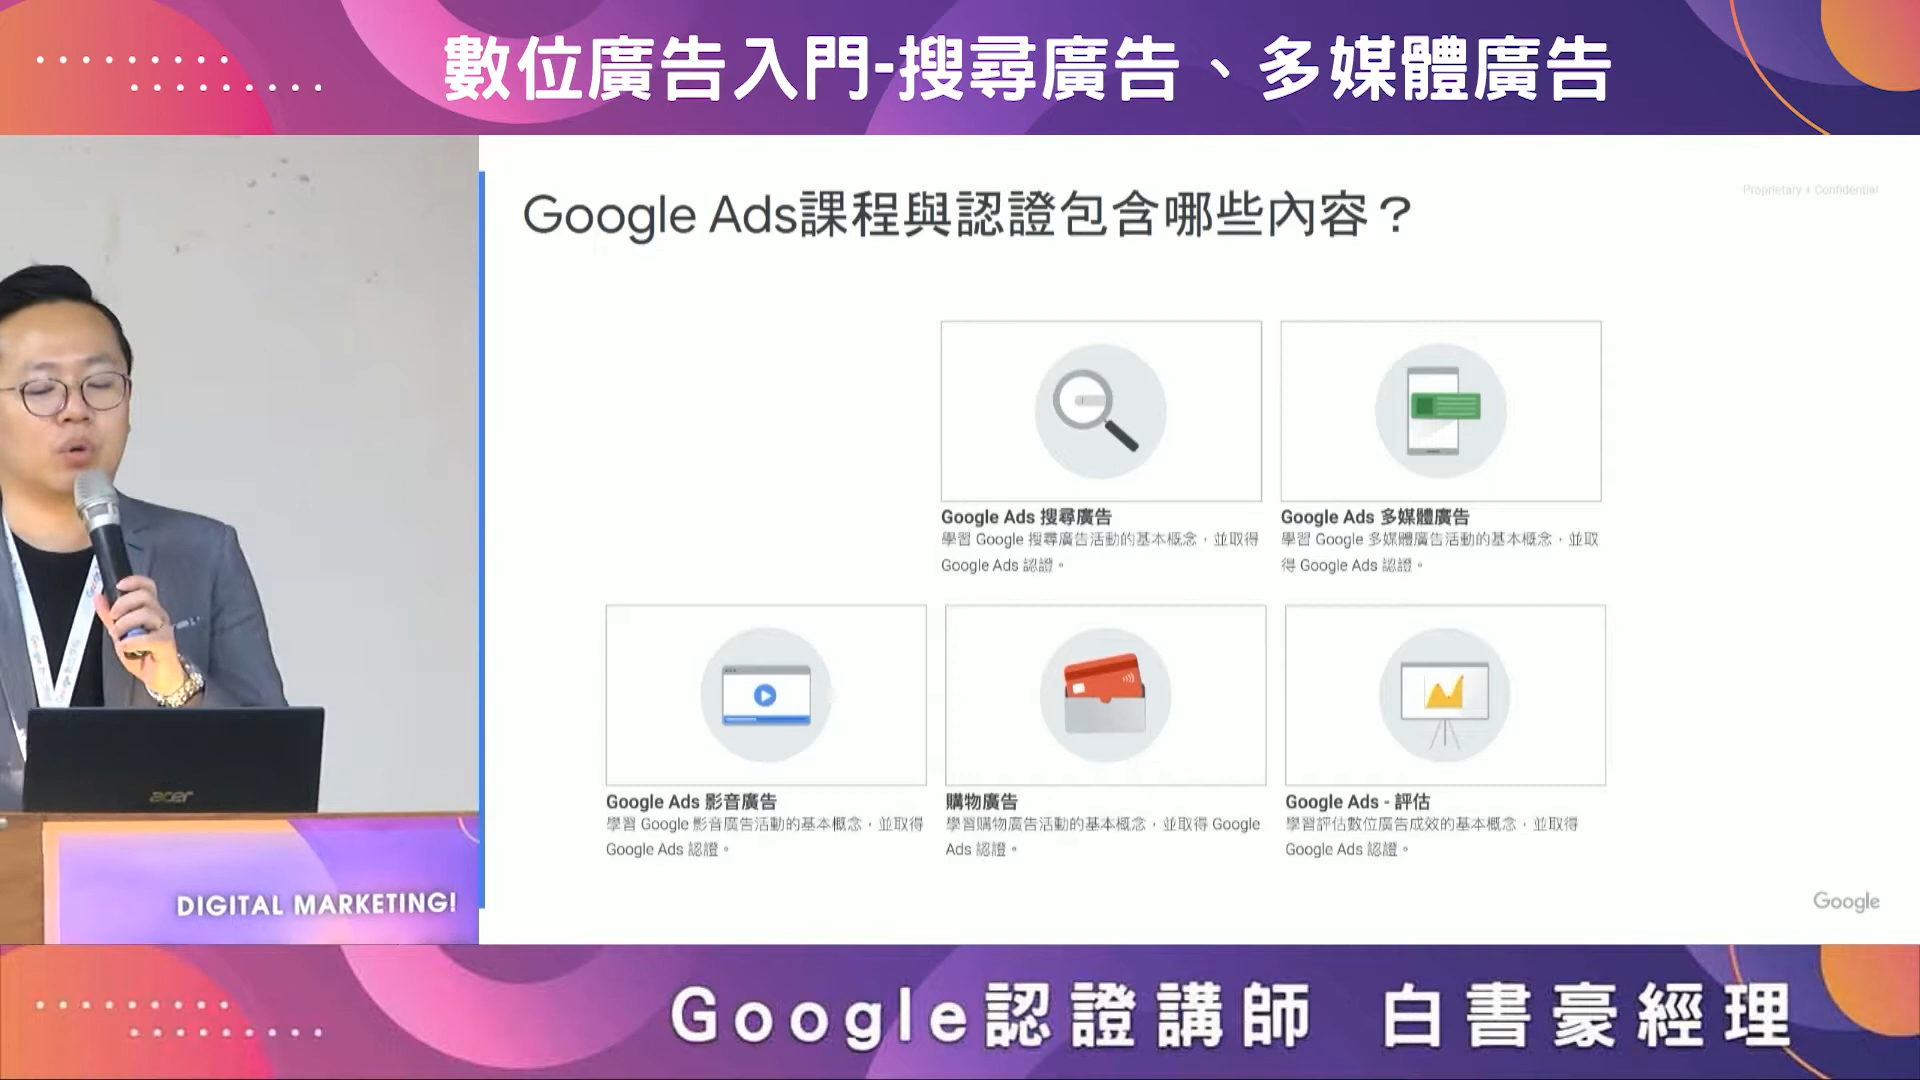 數位廣告入門-搜尋廣告、多媒體廣告
Proprietary + Confidential
Google Ads課程與認證包含哪些內容？
Google Ads 搜尋廣告
學習 Google 搜尋廣告活動的基本概念，並取得
Google Ads 認證。
Google Ads 多媒體廣告
學習 Google 多媒體廣告活動的基本概念，並取
得 Google Ads 認證。
Google Ads 影音廣告
學習 Google 影音廣告活動的基本概念，並取得
Google Ads 認證。
購物廣告
學習購物廣告活動的基本概念，並取得 Google
Ads 認證。
Google Ads - 評估
學習評估數位廣告成效的基本概念，並取得
Google Ads 認證。
acer
DIGITAL MARKETING!
Google
Google認證講師 白書豪經理